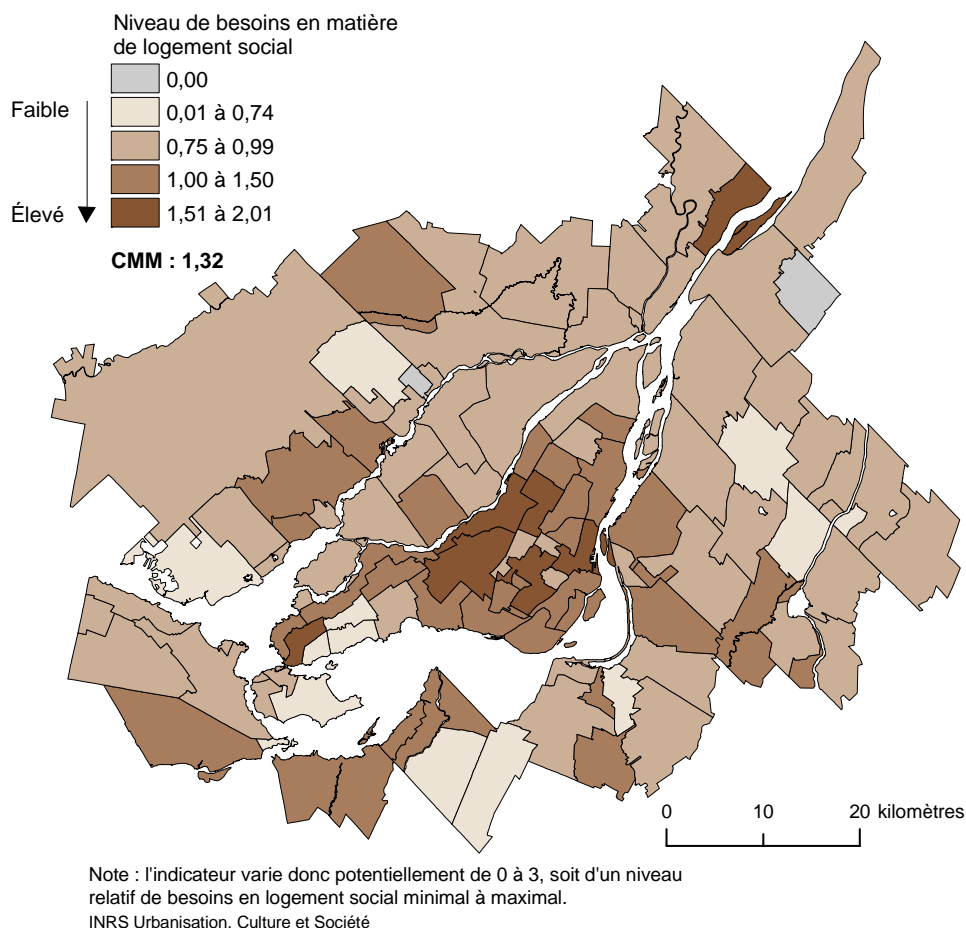 Niveau de besoins en matière
de logement social
0,00
Faible
0,01 à 0,74
0,75 à 0,99
1,00 à 1,50
Élevé
1,51 à 2,01
CMM : 1,32
0 10 20 kilomètres
Note : l'indicateur varie donc potentiellement de 0 à 3, soit d'un niveau
relatif de besoins en logement social minimal à maximal.
INRS Urbanisation, Culture et Société